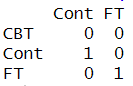 Cont FT
CBT     0  0
Cont    1  0
FT      0  1